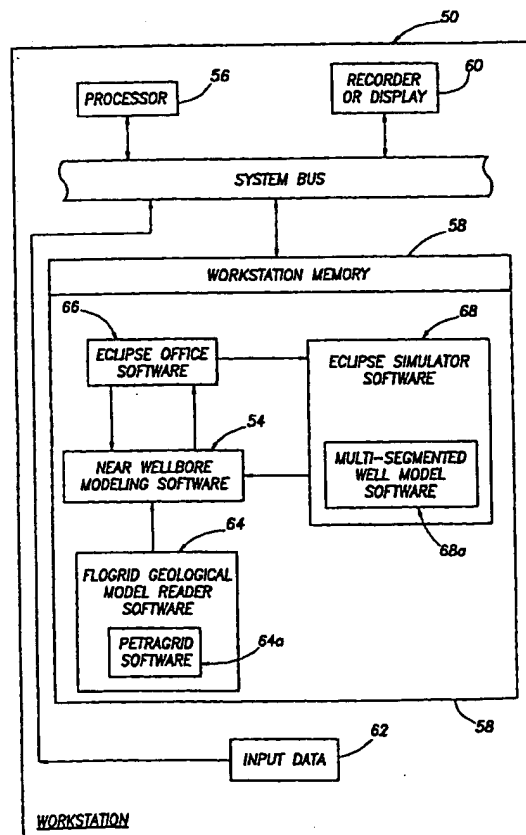 50
PROCESSOR
56
RECORDER
OR DISPLAY
60
SYSTEM BUS
58
WORKSTATION MEMORY
66
ECLIPSE OFFICE
SOFTWARE
68
ECLIPSE SIMULATOR
SOFTWARE
54
NEAR WELLBORE
MODELING SOFTWARE
MULTI-SEGMENTED
WELL MODEL
SOFTWARE
68a
64
FLOGRID GEOLOGICAL
MODEL READER
SOFTWARE
PETRAGRID
SOFTWARE
64a
58
62
INPUT DATA
WORKSTATION